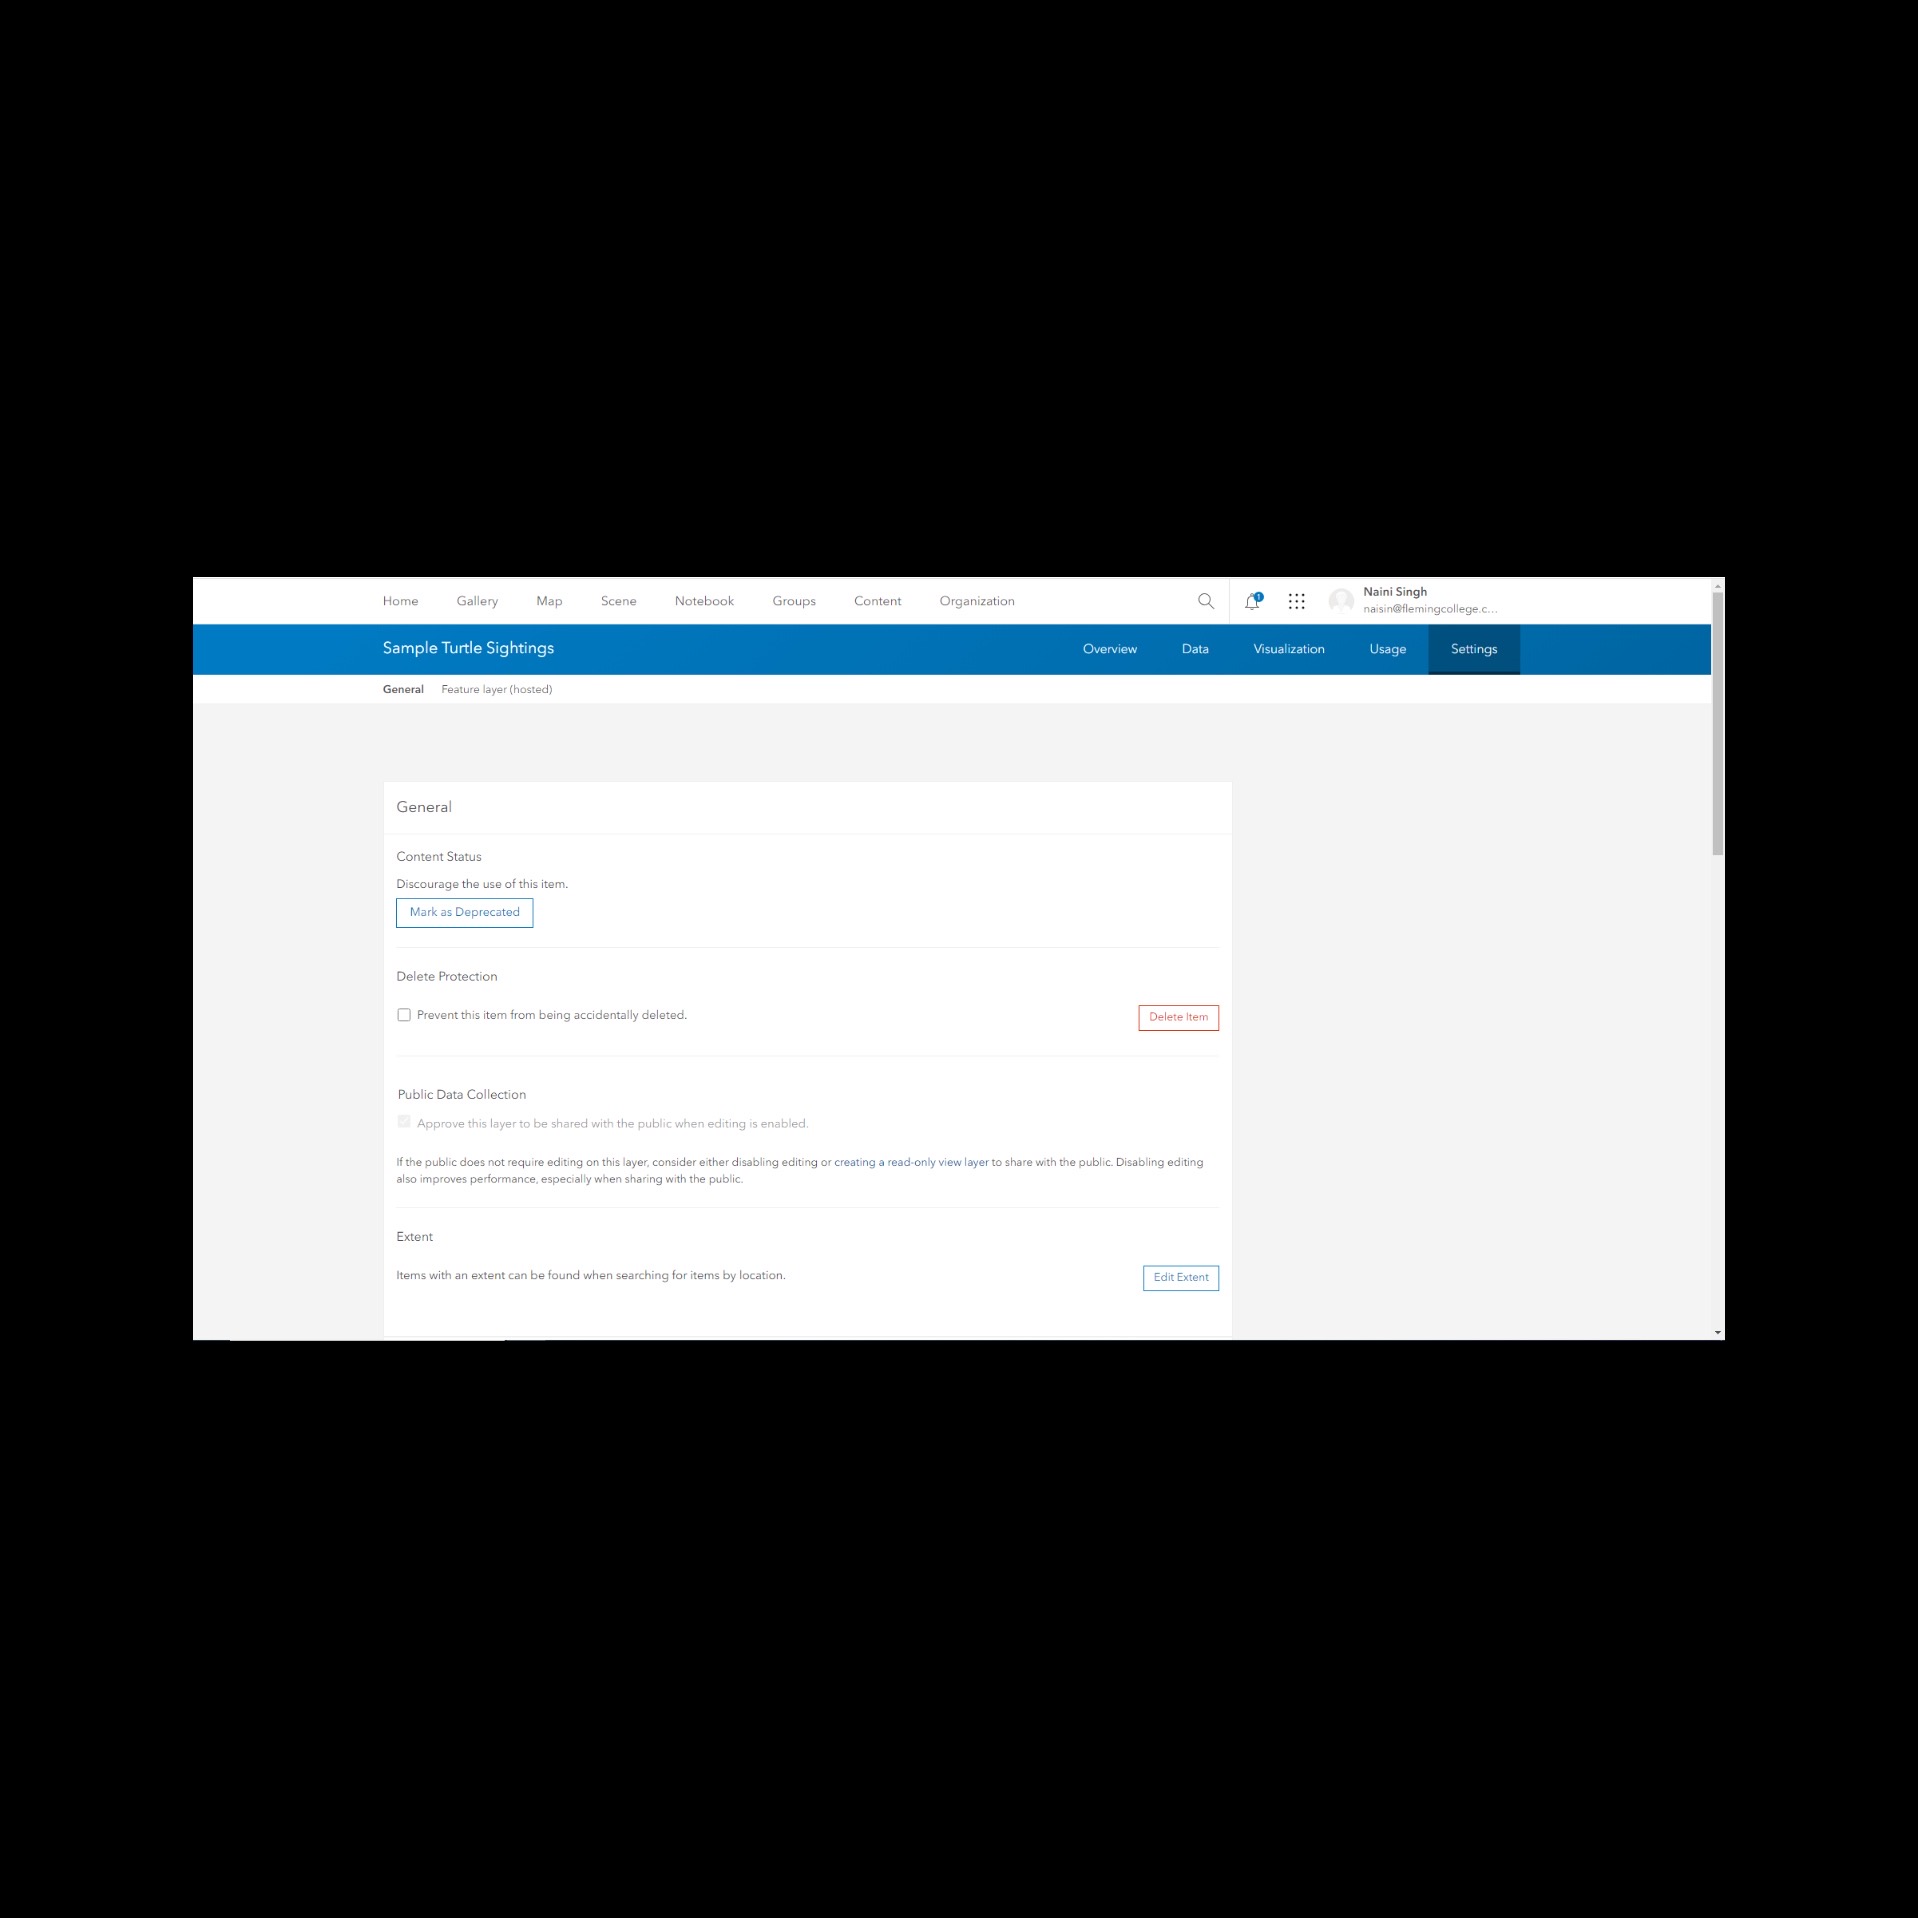 Home Gallery Map Scene Notebook Groups Content Organization
1
Naini Singh
naisin@flemingcollege.c...
Sample Turtle Sightings
Overview Data Visualization Usage Settings
General Feature layer (hosted)
General
Content Status
Discourage the use of this item.
Mark as Deprecated
Delete Protection
Prevent this item from being accidentally deleted.
Delete Item
Public Data Collection
Approve this layer to be shared with the public when editing is enabled.
If the public does not require editing on this layer, consider either disabling editing or creating a read-only view layer to share with the public. Disabling editing
also improves performance, especially when sharing with the public.
Extent
Items with an extent can be found when searching for items by location.
Edit Extent